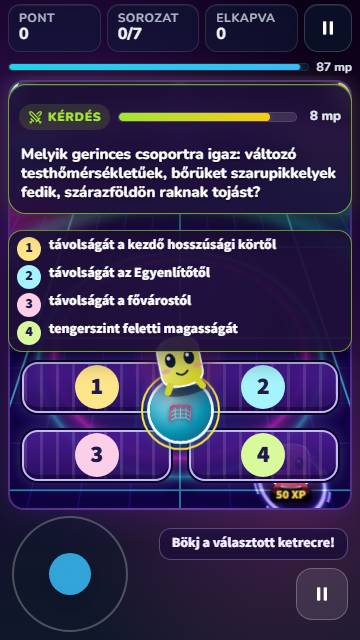 PONT
0
SOROZAT
0/7
ELKAPVA
0
87 mp
KÉRDÉS
8 mp
Melyik gerinces csoportra igaz: változó
testhőmérsékletűek, bőrüket szarupikkelyek
fedik, szárazföldön raknak tojást?
1 távolságát a kezdő hosszúsági körtől
2 távolságát az Egyenlítőtől
3 távolságát a fővárostól
4 tengerszint feletti magasságát
1
2
3
4
50 XP
Bökj a választott ketrecre!